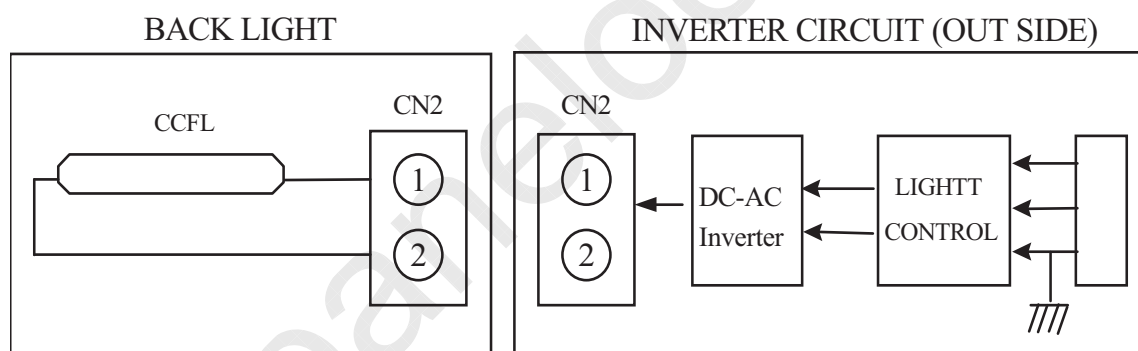 BACK LIGHT
CCFL
CN2
1
2
INVERTER CIRCUIT (OUT SIDE)
CN2
1
2
DC-AC
Inverter
LIGHTT
CONTROL